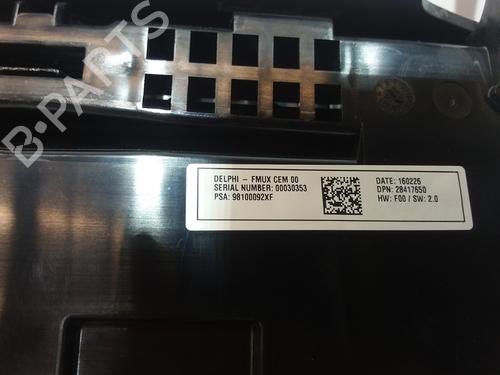 B-PARTS
DELPHI - FMUX CEM 00
SERIAL NUMBER: 00030353
PSA: 98100092XF
DATE: 160226
DPN: 28417650
HW: F00 / SW: 2.0